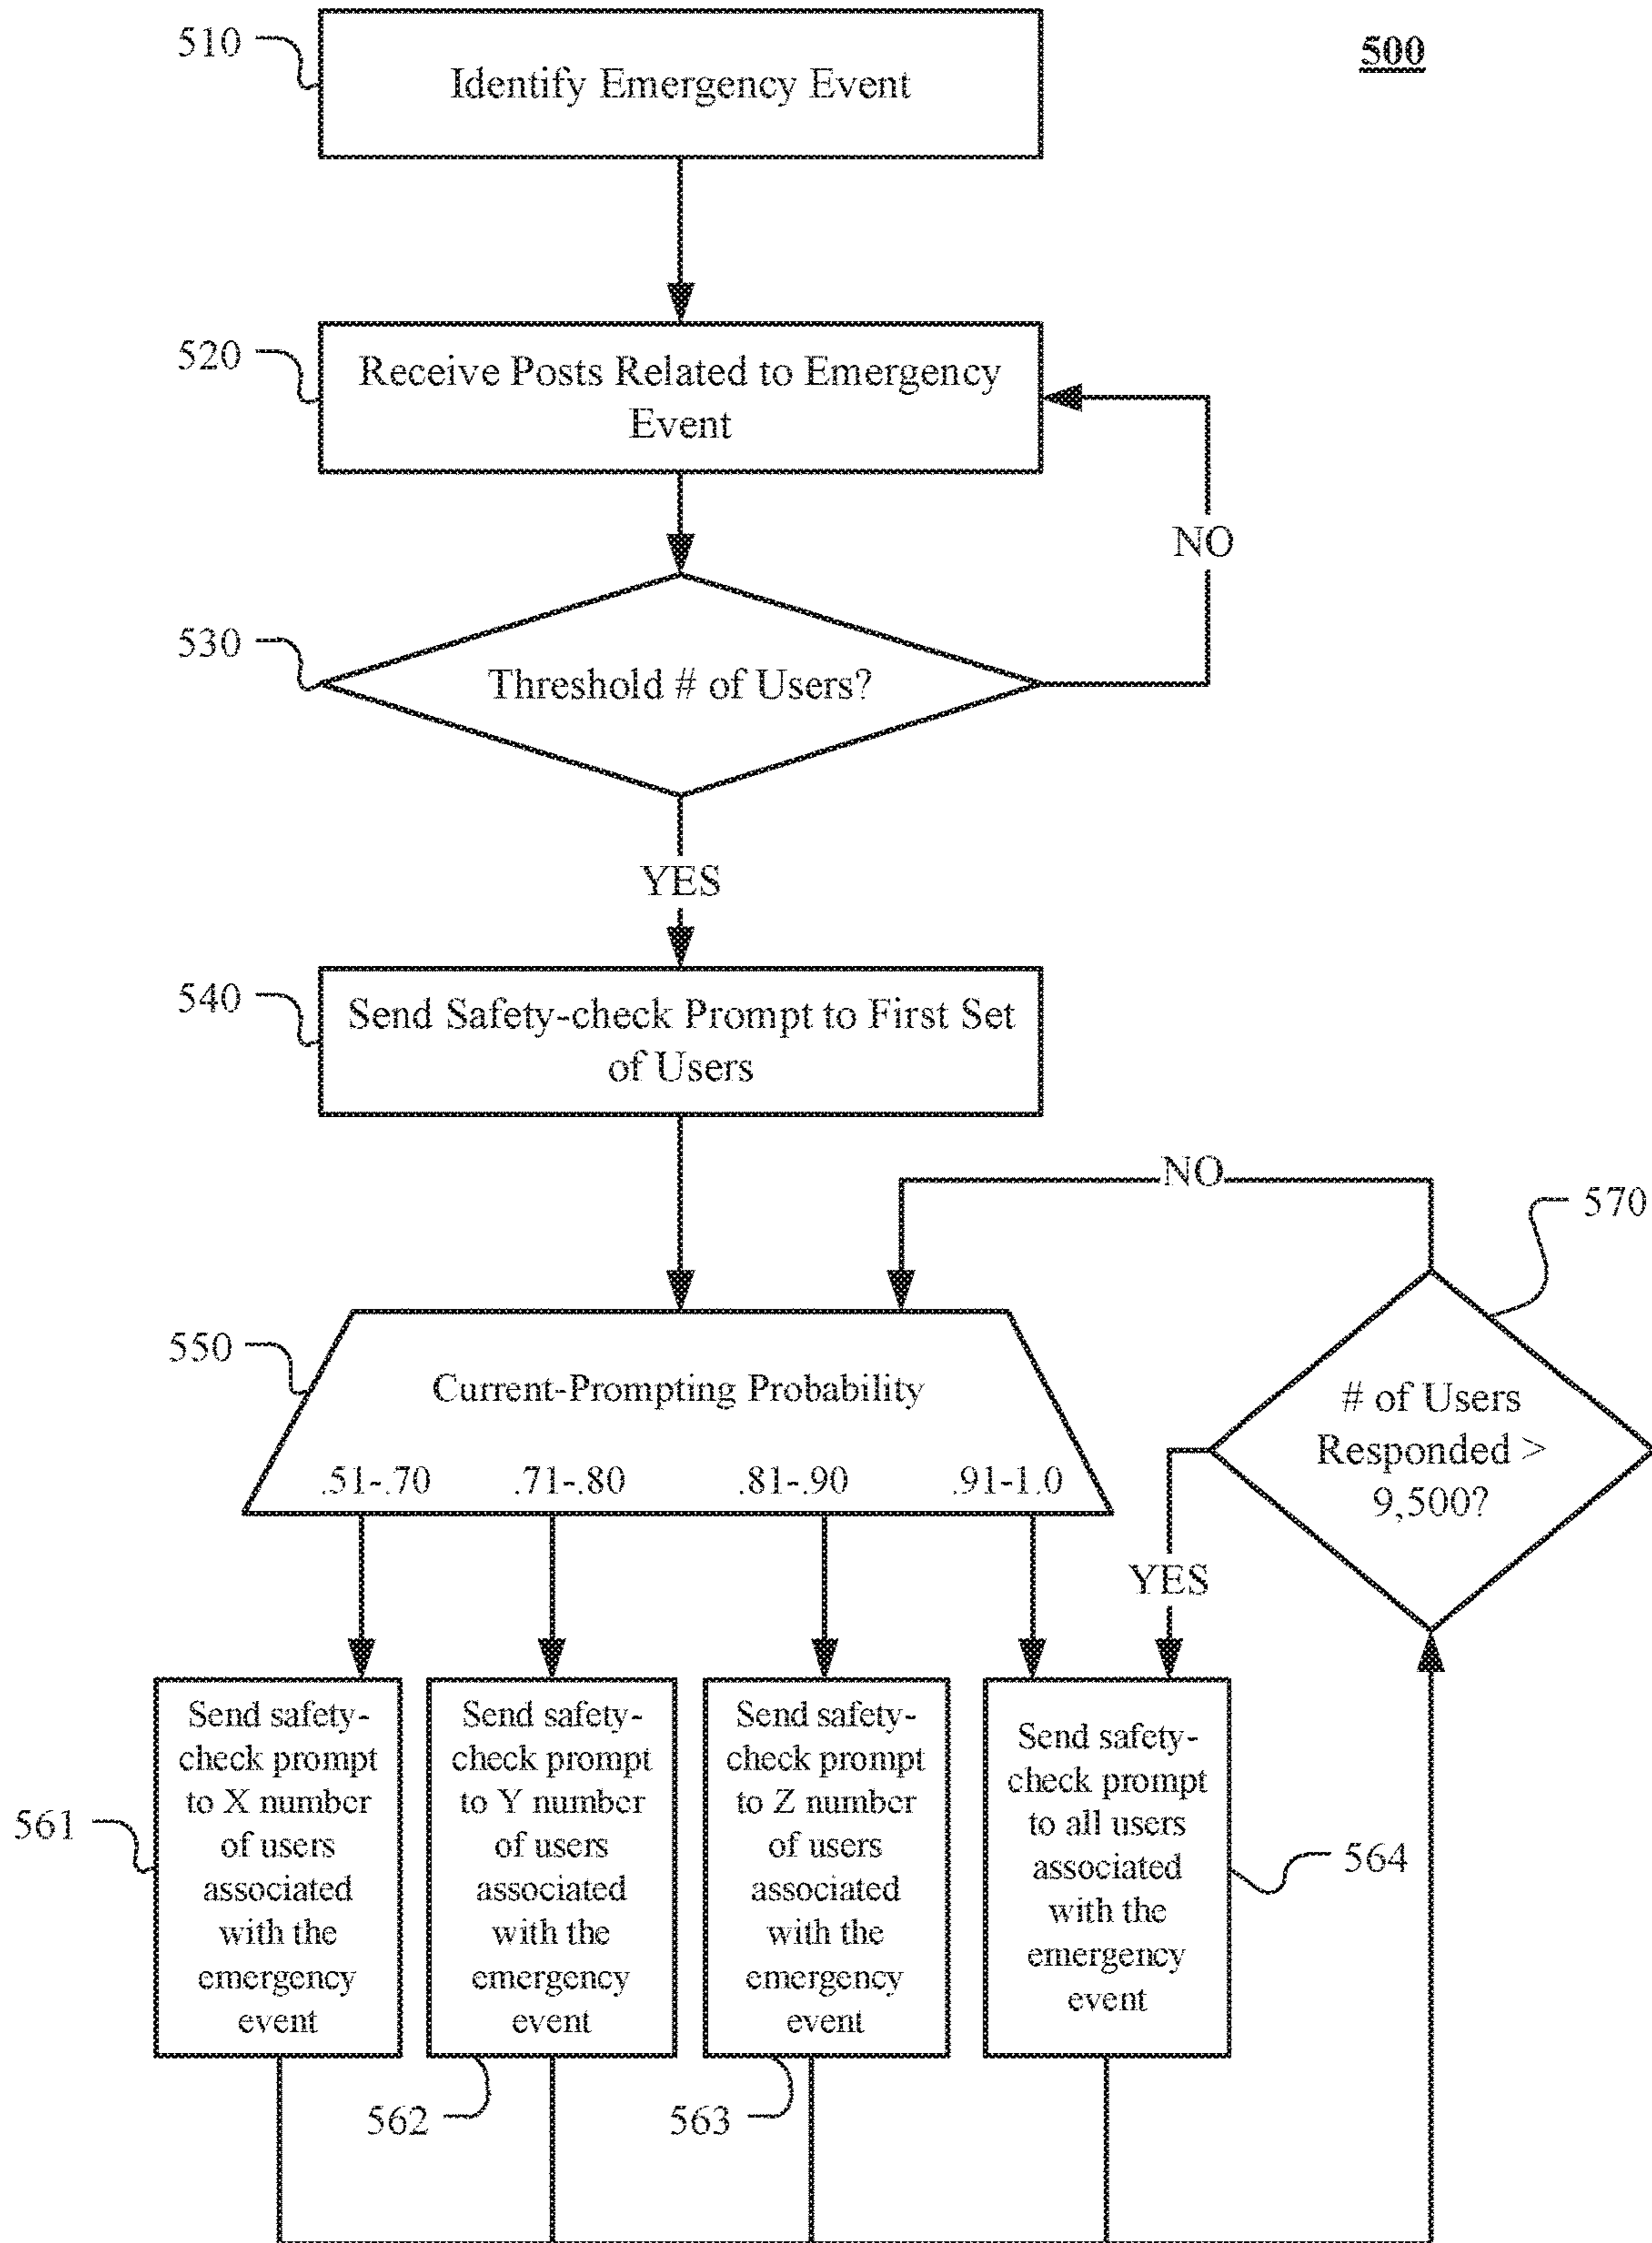 500
510
Identify Emergency Event
520
Receive Posts Related to Emergency
Event
NO
530
Threshold # of Users?
YES
540
Send Safety-check Prompt to First Set
of Users
NO
570
550
Current-Prompting Probability
.51-.70
.71-.80
.81-.90
.91-1.0
# of Users
Responded >
9,500?
YES
561
Send safety-
check prompt
to X number
of users
associated
with the
emergency
event
562
Send safety-
check prompt
to Y number
of users
associated
with the
emergency
event
563
Send safety-
check prompt
to Z number
of users
associated
with the
emergency
event
564
Send safety-
check prompt
to all users
associated
with the
emergency
event